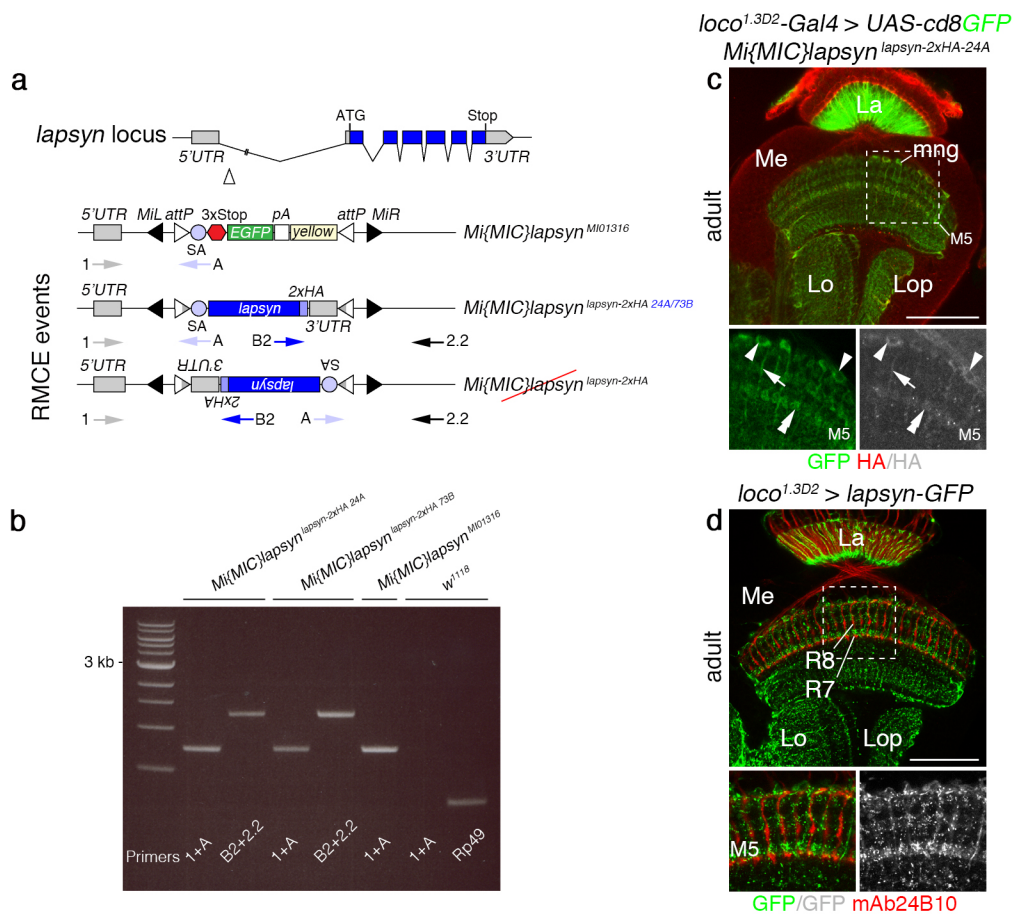 a
lapsyn locus
ATG
Stop
5'UTR
3'UTR
RMCE events
5'UTR MiL attP 3xStop pA attP MiR
EGFP yellow
SA
1 A
Mi{MIC}lapsyn MI01316
5'UTR
2xHA
lapsyn
SA 3'UTR
1 A B2 2.2
Mi{MIC}lapsyn lapsyn-2xHA 24A/73B
5'UTR 3'UTR SA
lapsyn
2xHA
1 B2 A 2.2
Mi{MIC}lapsyn lapsyn-2xHA
b
Mi{MIC}lapsyn lapsyn-2xHA 24A
Mi{MIC}lapsyn lapsyn-2xHA 73B
Mi{MIC}lapsyn MI01316
w1118
3 kb
Primers 1+A B2+2.2 1+A B2+2.2 1+A 1+A Rp49
loco1.3D2-Gal4 > UAS-cd8GFP
Mi{MIC}lapsyn lapsyn-2xHA-24A
c
adult
La
Me
mng
M5
Lo
Lop
M5
M5
GFP HA/HA
loco1.3D2 > lapsyn-GFP
d
adult
La
Me
R8
R7
Lo
Lop
M5
GFP/GFP mAb24B10